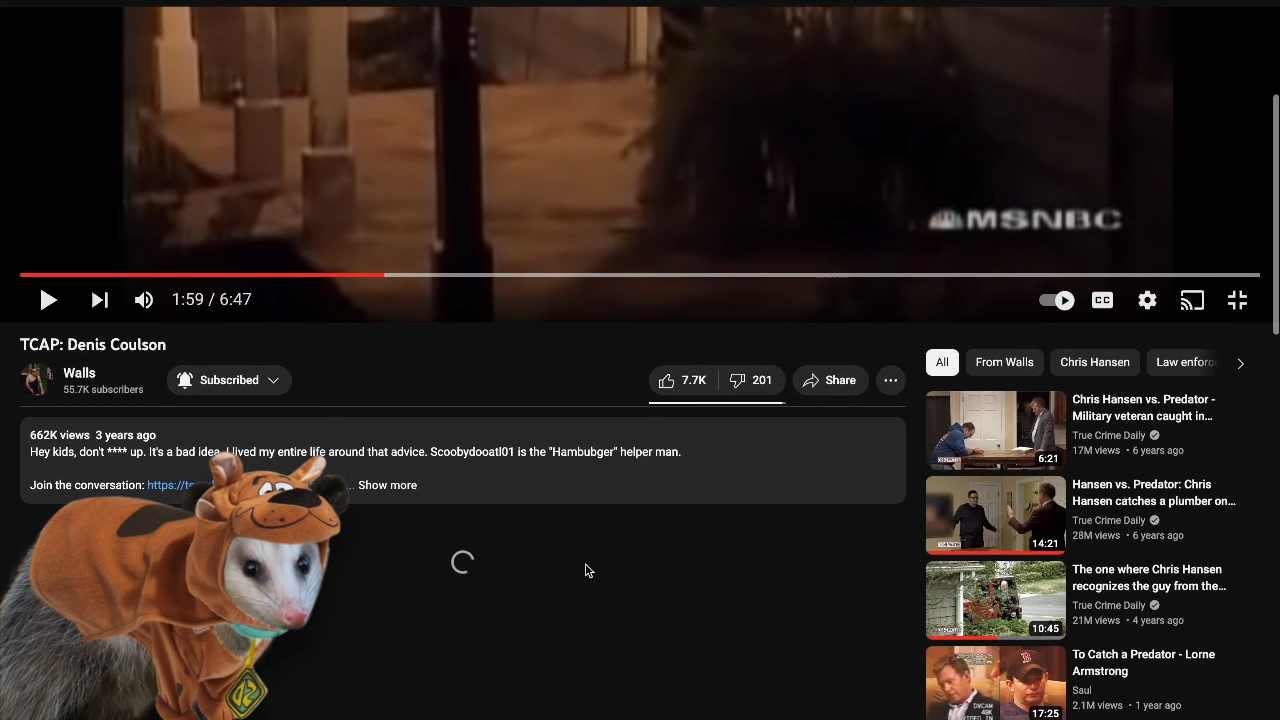 MSNBC
1:59 / 6:47
CC
TCAP: Denis Coulson
Walls
55.7K subscribers
Subscribed
7.7K
201
Share
662K views 3 years ago
Hey kids, don't **** up. It's a bad idea. I lived my entire life around that advice. Scoobydooatl01 is the "Hambubger" helper man.
Join the conversation: https://te
... Show more
All
From Walls
Chris Hansen
Law enforc
Chris Hansen vs. Predator -
Military veteran caught in...
True Crime Daily
17M views • 6 years ago
6:21
Hansen vs. Predator: Chris
Hansen catches a plumber on...
True Crime Daily
28M views • 6 years ago
14:21
The one where Chris Hansen
recognizes the guy from the...
True Crime Daily
21M views • 4 years ago
10:45
To Catch a Predator - Lorne
Armstrong
Saul
2.1M views • 1 year ago
17:25